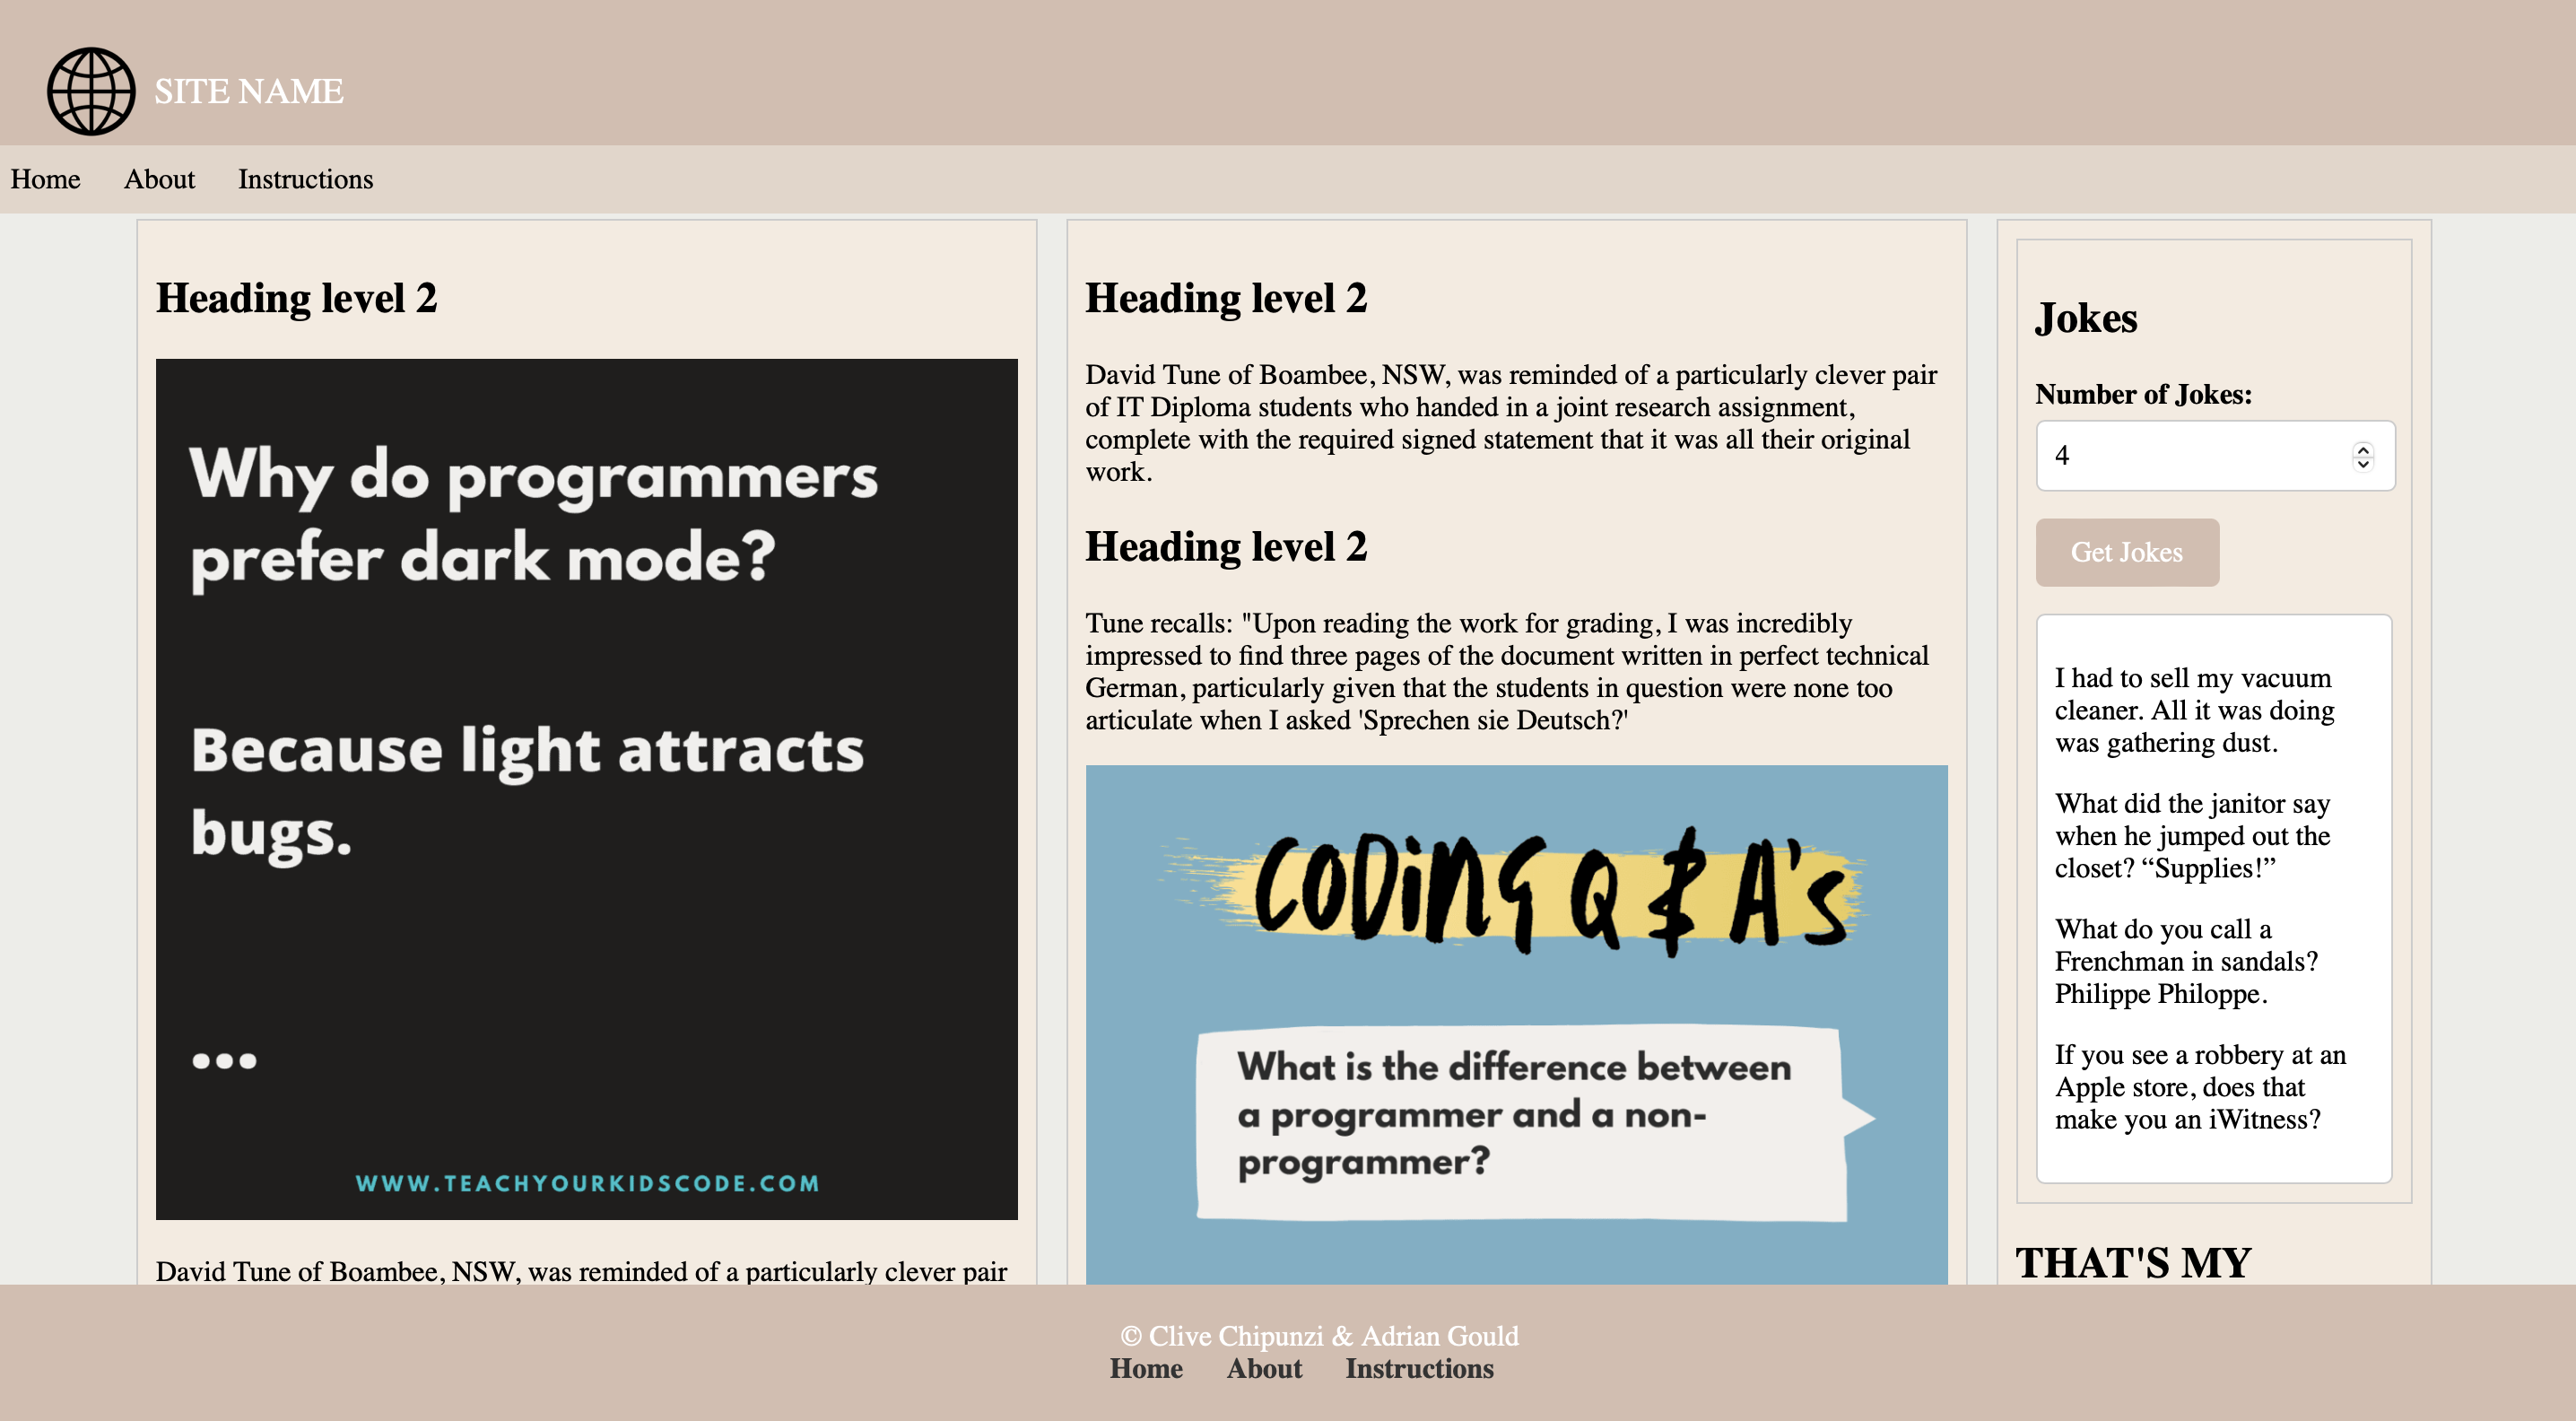 SITE NAME
Home About Instructions
Heading level 2
Why do programmers
prefer dark mode?
Because light attracts
bugs.
...
WWW.TEACHYOURKIDSCODE.COM
David Tune of Boambee, NSW, was reminded of a particularly clever pair
Heading level 2
David Tune of Boambee, NSW, was reminded of a particularly clever pair
of IT Diploma students who handed in a joint research assignment,
complete with the required signed statement that it was all their original
work.
Heading level 2
Tune recalls: "Upon reading the work for grading, I was incredibly
impressed to find three pages of the document written in perfect technical
German, particularly given that the students in question were none too
articulate when I asked 'Sprechen sie Deutsch?'
CODING Q & A's
What is the difference between
a programmer and a non-
programmer?
Jokes
Number of Jokes:
4
Get Jokes
I had to sell my vacuum
cleaner. All it was doing
was gathering dust.
What did the janitor say
when he jumped out the
closet? “Supplies!”
What do you call a
Frenchman in sandals?
Philippe Philoppe.
If you see a robbery at an
Apple store, does that
make you an iWitness?
THAT'S MY
© Clive Chipunzi & Adrian Gould
Home About Instructions